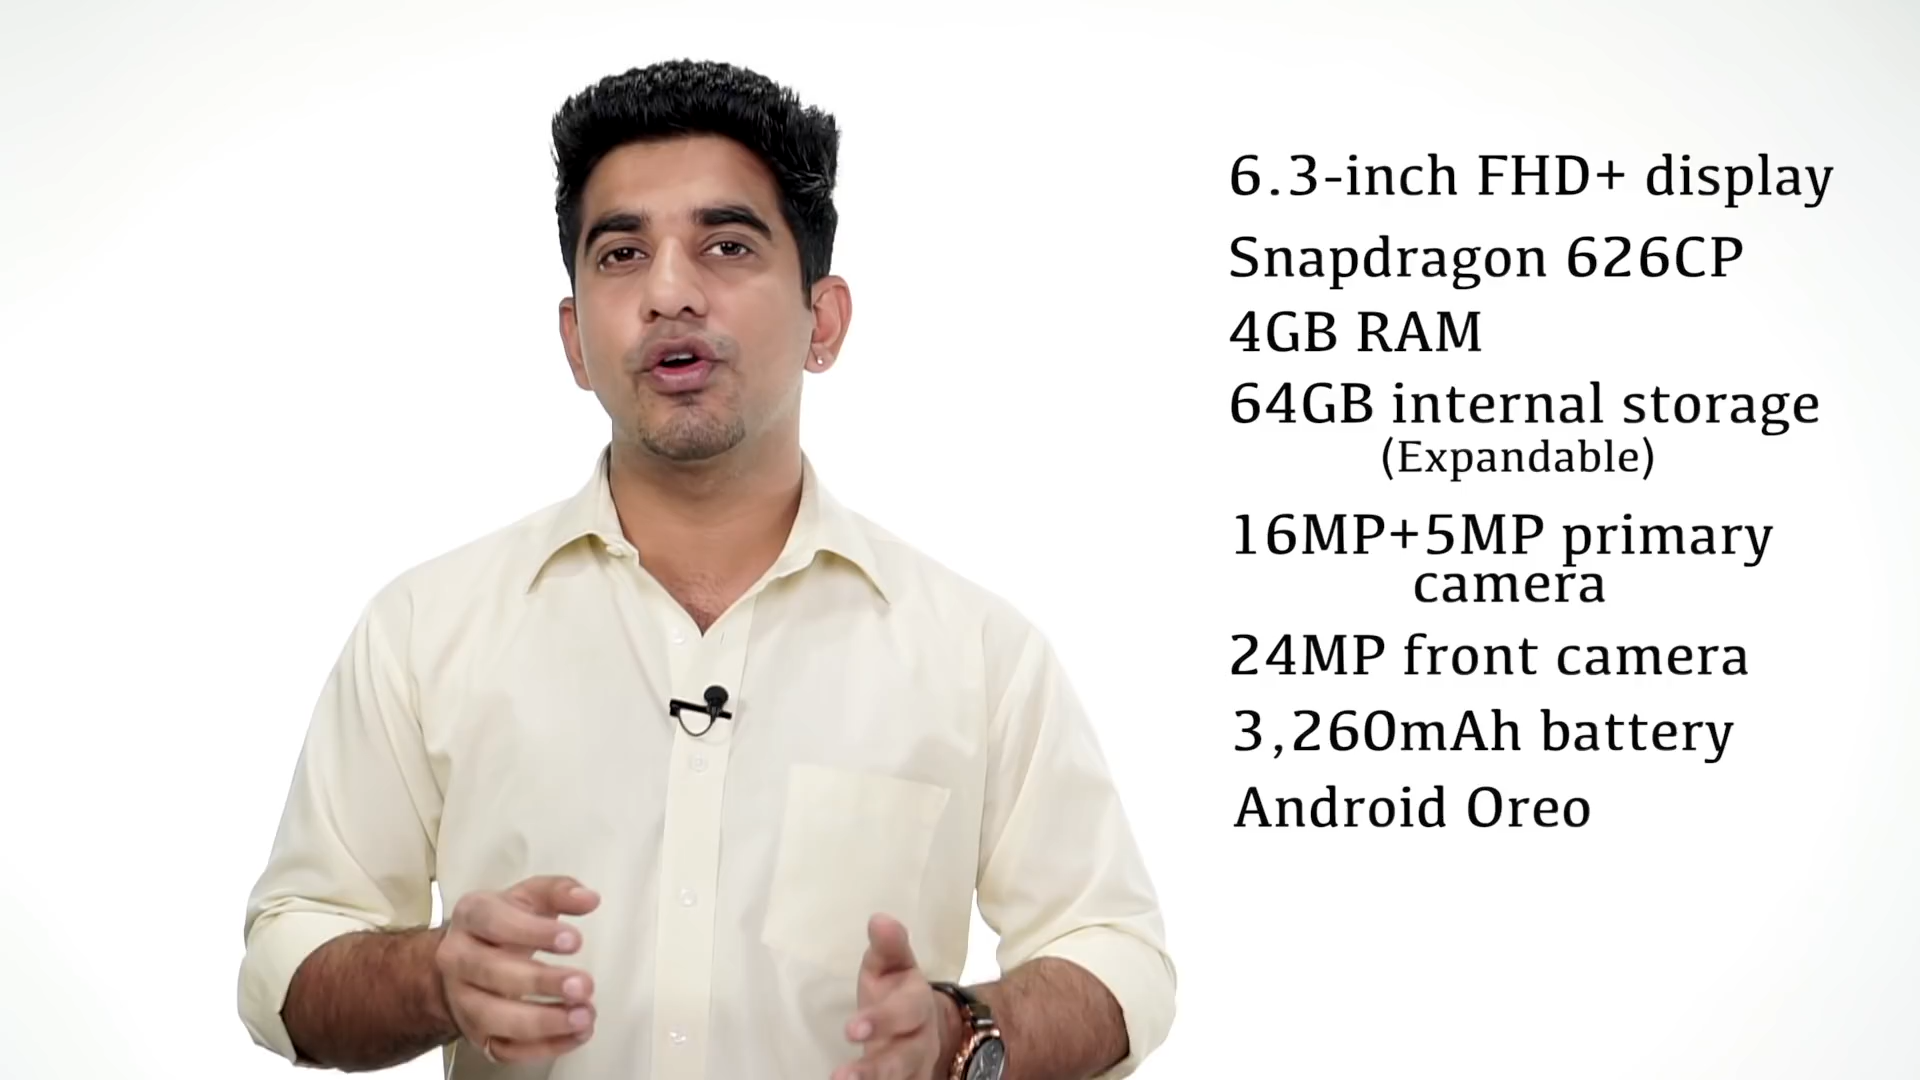 6.3-inch FHD+ display
Snapdragon 626CP
4GB RAM
64GB internal storage
(Expandable)
16MP+5MP primary
camera
24MP front camera
3,260mAh battery
Android Oreo